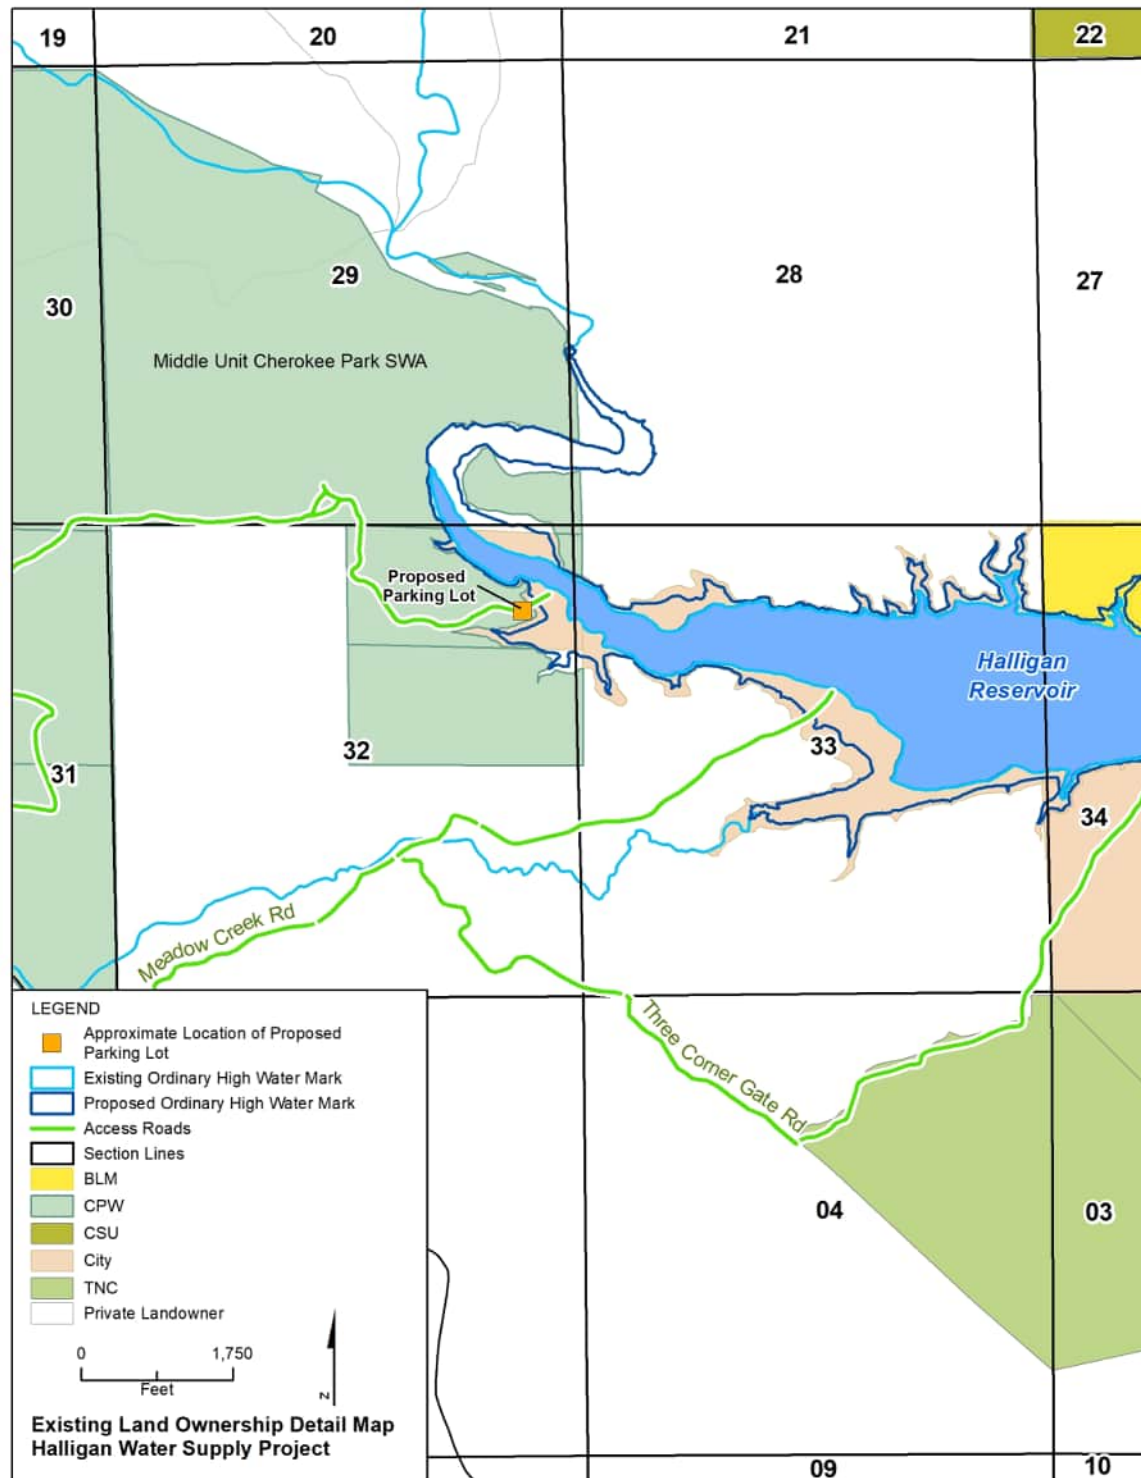 19
20
21
22
29
28
27
30
Middle Unit Cherokee Park SWA
Proposed
Parking Lot
Halligan
Reservoir
32
33
31
34
Meadow Creek Rd
Three Corner Gate Rd
04
03
09
10
LEGEND
Approximate Location of Proposed
Parking Lot
Existing Ordinary High Water Mark
Proposed Ordinary High Water Mark
Access Roads
Section Lines
BLM
CPW
CSU
City
TNC
Private Landowner
0 1,750
Feet
N
Existing Land Ownership Detail Map
Halligan Water Supply Project